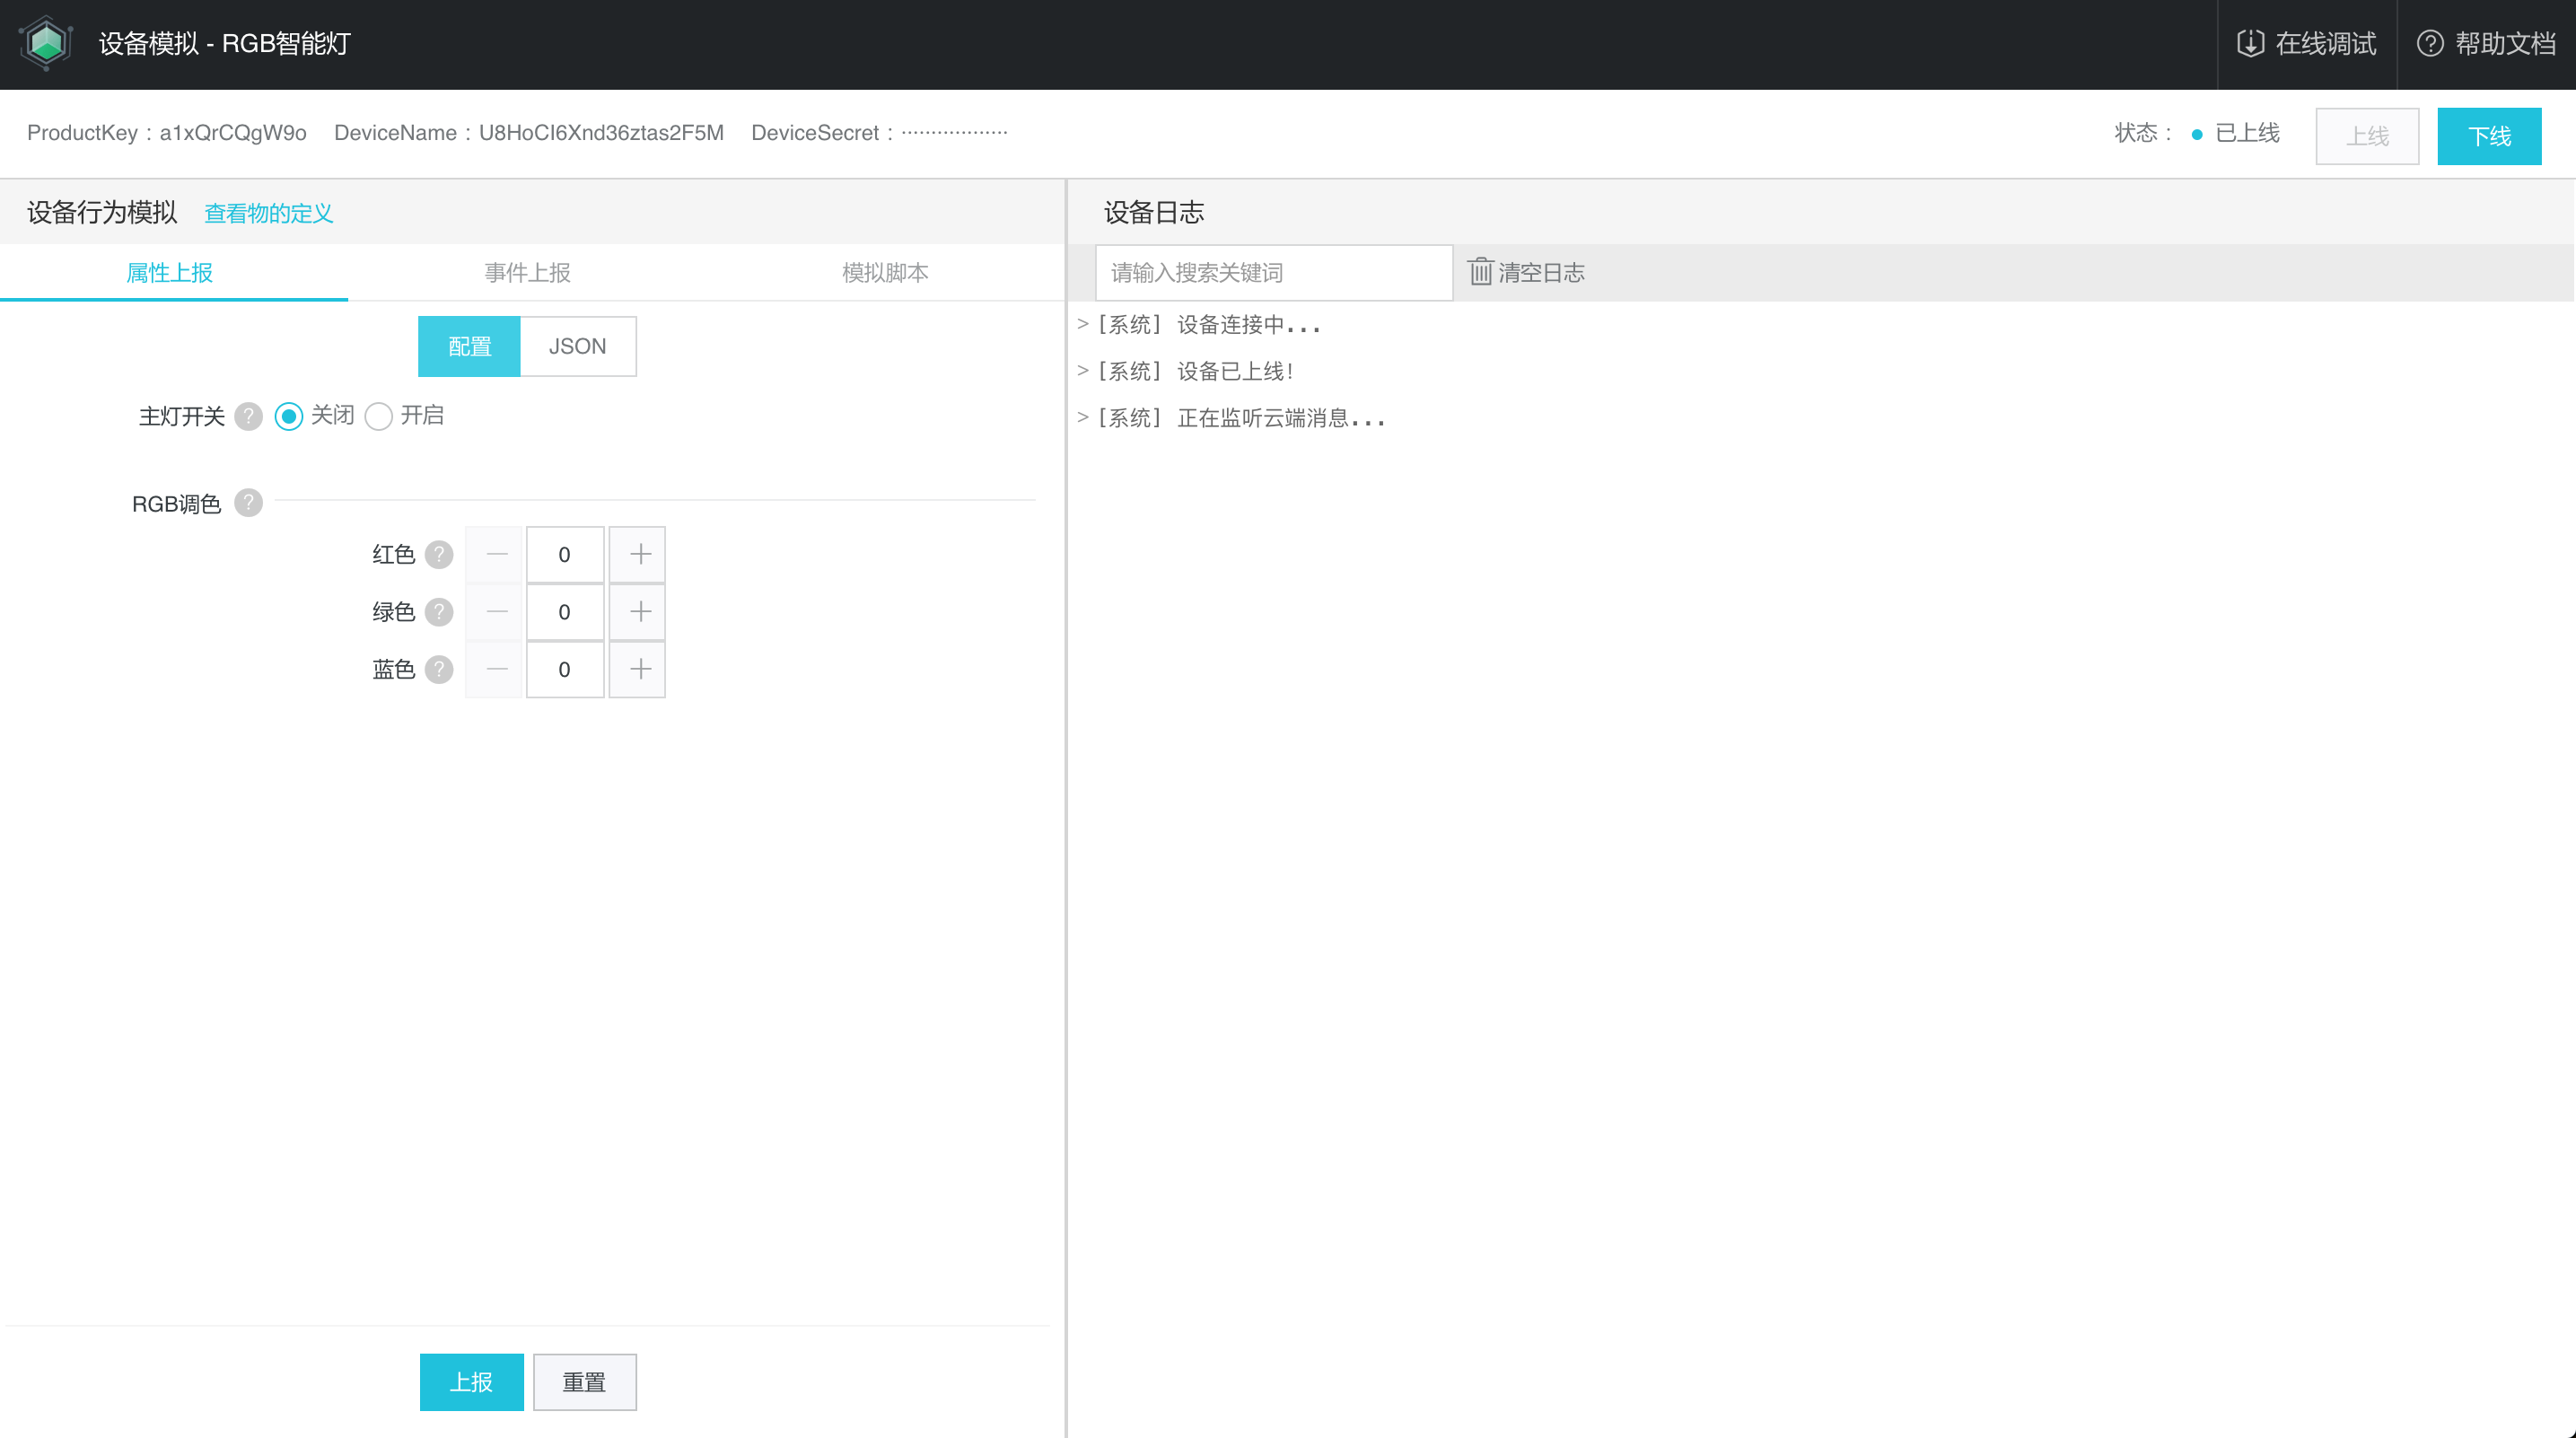 设备模拟 - RGB智能灯
在线调试
帮助文档
ProductKey : a1xQrCQgW9o DeviceName : U8HoCI6Xnd36ztas2F5M DeviceSecret : ··················
状态 : 已上线
上线
下线
设备行为模拟 查看物的定义
属性上报 事件上报 模拟脚本
配置 JSON
主灯开关 ? 关闭 开启
RGB调色 ?
红色 ? — 0 +
绿色 ? — 0 +
蓝色 ? — 0 +
上报 重置
设备日志
请输入搜索关键词 清空日志
> [系统] 设备连接中...
> [系统] 设备已上线!
> [系统] 正在监听云端消息...